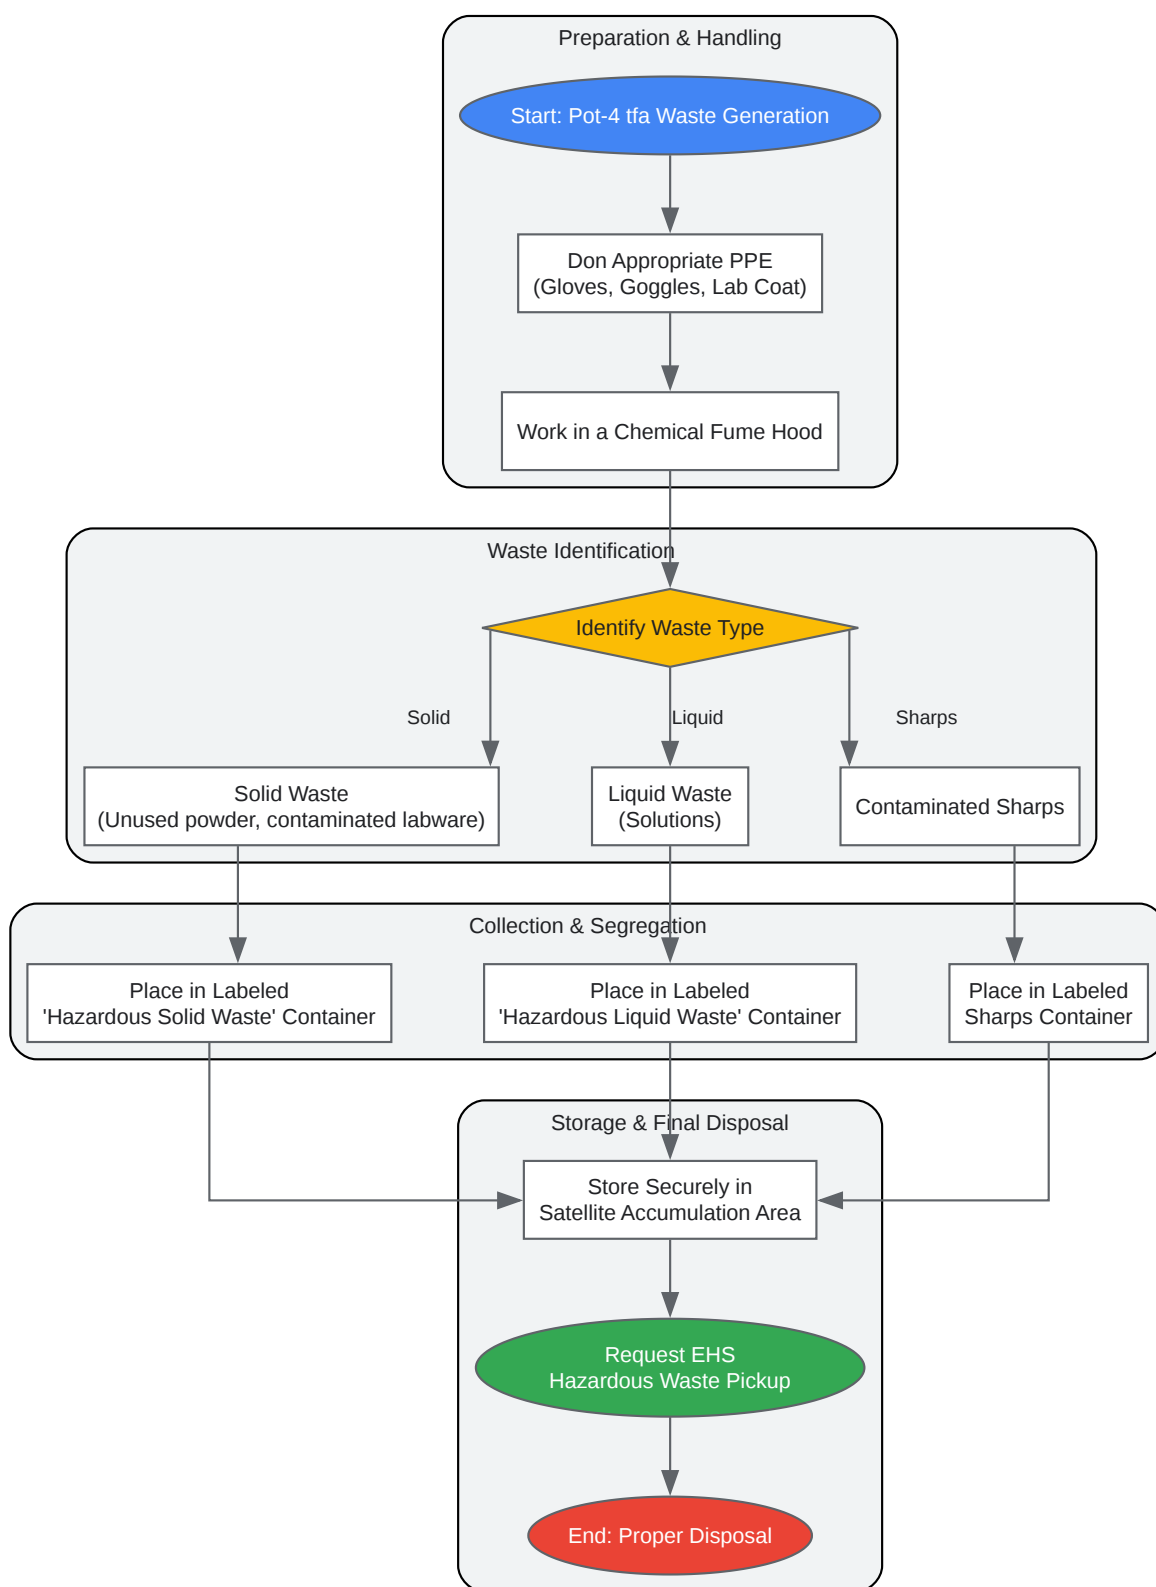 Preparation & Handling
Start: Pot-4 tfa Waste Generation
Don Appropriate PPE
(Gloves, Goggles, Lab Coat)
Work in a Chemical Fume Hood
Waste Identification
Identify Waste Type
Solid
Liquid
Sharps
Solid Waste
(Unused powder, contaminated labware)
Liquid Waste
(Solutions)
Contaminated Sharps
Collection & Segregation
Place in Labeled
'Hazardous Solid Waste' Container
Place in Labeled
'Hazardous Liquid Waste' Container
Place in Labeled
Sharps Container
Storage & Final Disposal
Store Securely in
Satellite Accumulation Area
Request EHS
Hazardous Waste Pickup
End: Proper Disposal